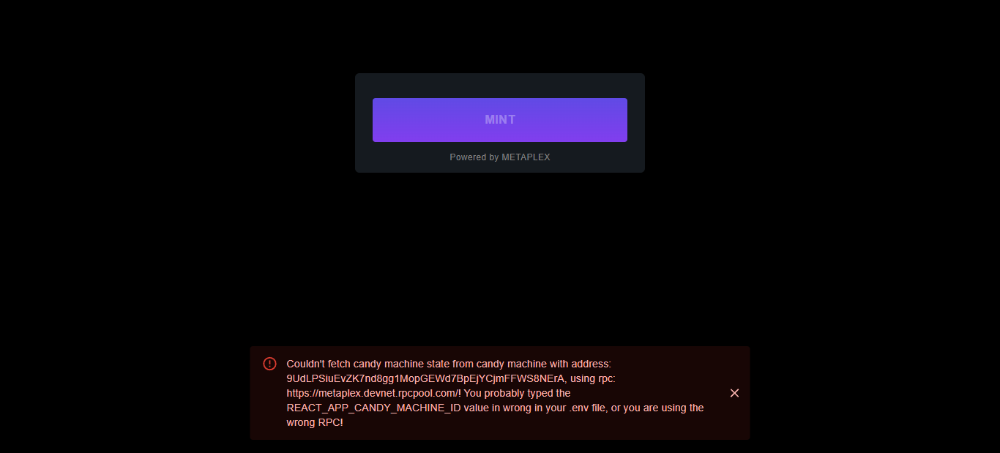 MINT
Powered by METAPLEX
Couldn't fetch candy machine state from candy machine with address:
9UdLPSiuEvZK7nd8gg1MopGEWd7BpEjYCjmFFWS8NErA, using rpc:
https://metaplex.devnet.rpcpool.com/! You probably typed the
REACT_APP_CANDY_MACHINE_ID value in wrong in your .env file, or you are using the
wrong RPC!